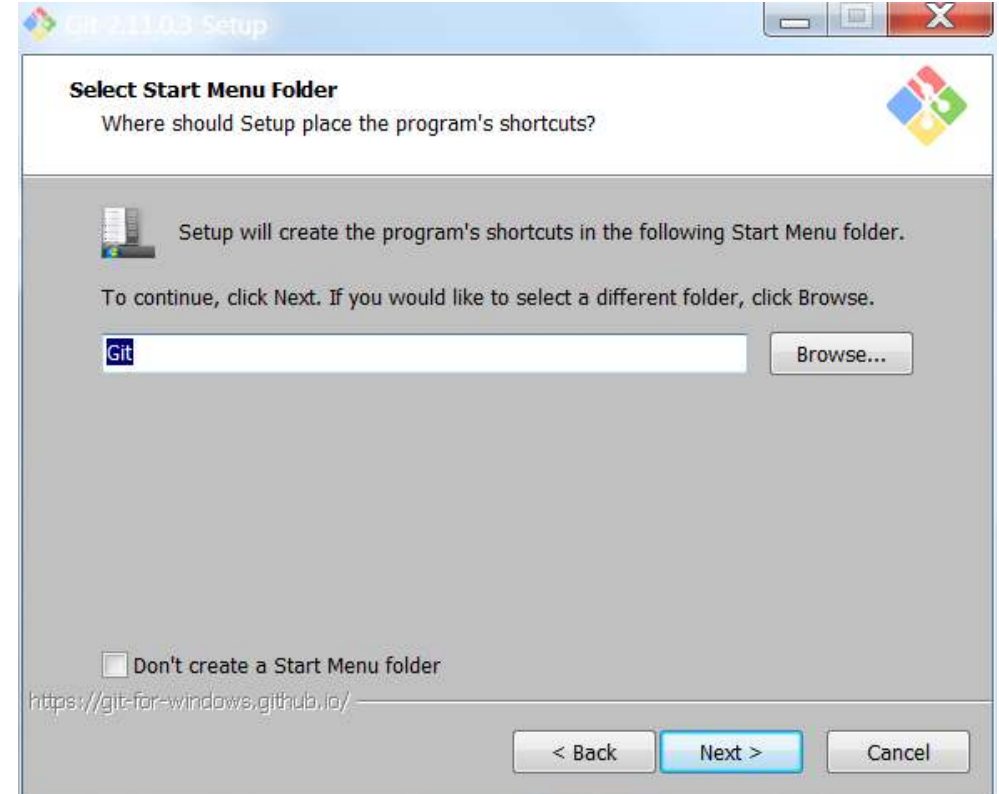 Git 2.11.0.3 Setup
Select Start Menu Folder
Where should Setup place the program's shortcuts?
Setup will create the program's shortcuts in the following Start Menu folder.
To continue, click Next. If you would like to select a different folder, click Browse.
Git
Browse...
Don't create a Start Menu folder
https://git-for-windows.github.io/
< Back
Next >
Cancel